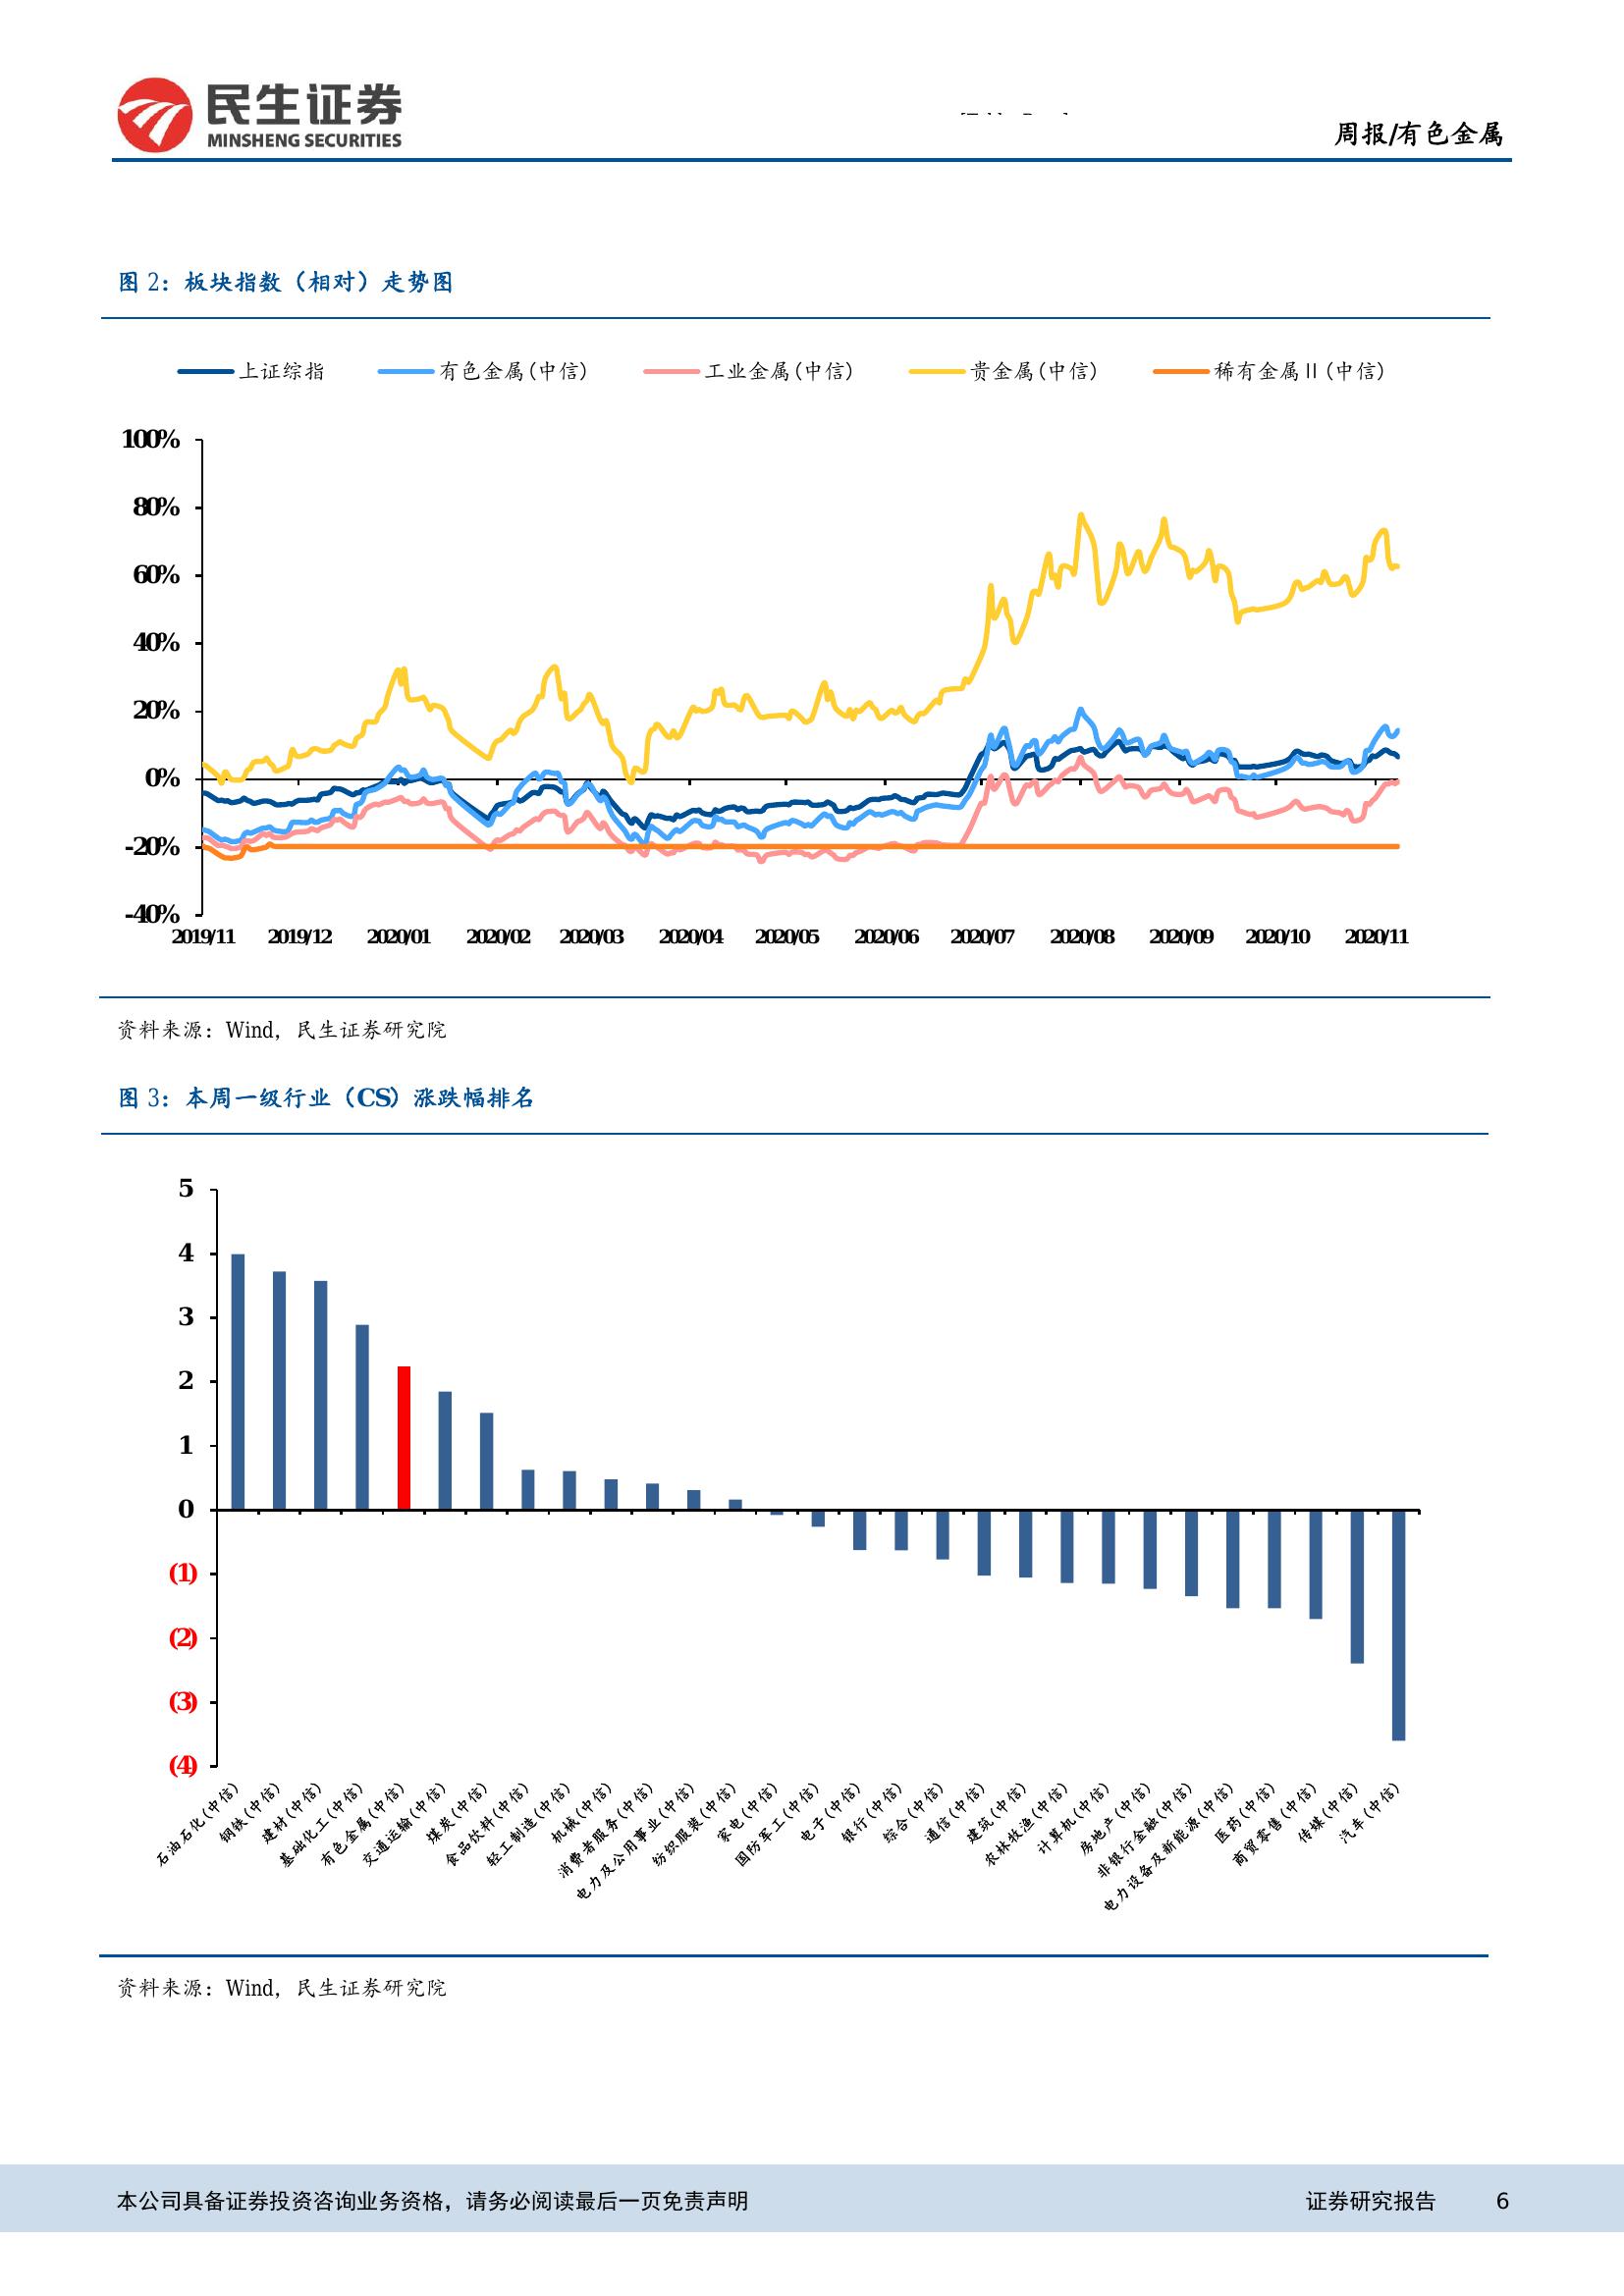 民生证券
MINSHENG SECURITIES
周报/有色金属
图 2：板块指数（相对）走势图
上证综指 有色金属(中信) 工业金属(中信) 贵金属(中信) 稀有金属II(中信)
100%
80%
60%
40%
20%
0%
-20%
-40%
2019/11 2019/12 2020/01 2020/02 2020/03 2020/04 2020/05 2020/06 2020/07 2020/08 2020/09 2020/10 2020/11
资料来源：Wind，民生证券研究院
图 3：本周一级行业（CS）涨跌幅排名
5
4
3
2
1
0
(1)
(2)
(3)
(4)
石油石化(中信)
钢铁(中信)
建材(中信)
基础化工(中信)
有色金属(中信)
交通运输(中信)
煤炭(中信)
食品饮料(中信)
轻工制造(中信)
机械(中信)
消费者服务(中信)
电力及公用事业(中信)
纺织服装(中信)
家电(中信)
国防军工(中信)
电子(中信)
银行(中信)
综合(中信)
通信(中信)
建筑(中信)
农林牧渔(中信)
计算机(中信)
房地产(中信)
非银行金融(中信)
电力设备及新能源(中信)
医药(中信)
商贸零售(中信)
传媒(中信)
汽车(中信)
资料来源：Wind，民生证券研究院
本公司具备证券投资咨询业务资格，请务必阅读最后一页免责声明 证券研究报告 6